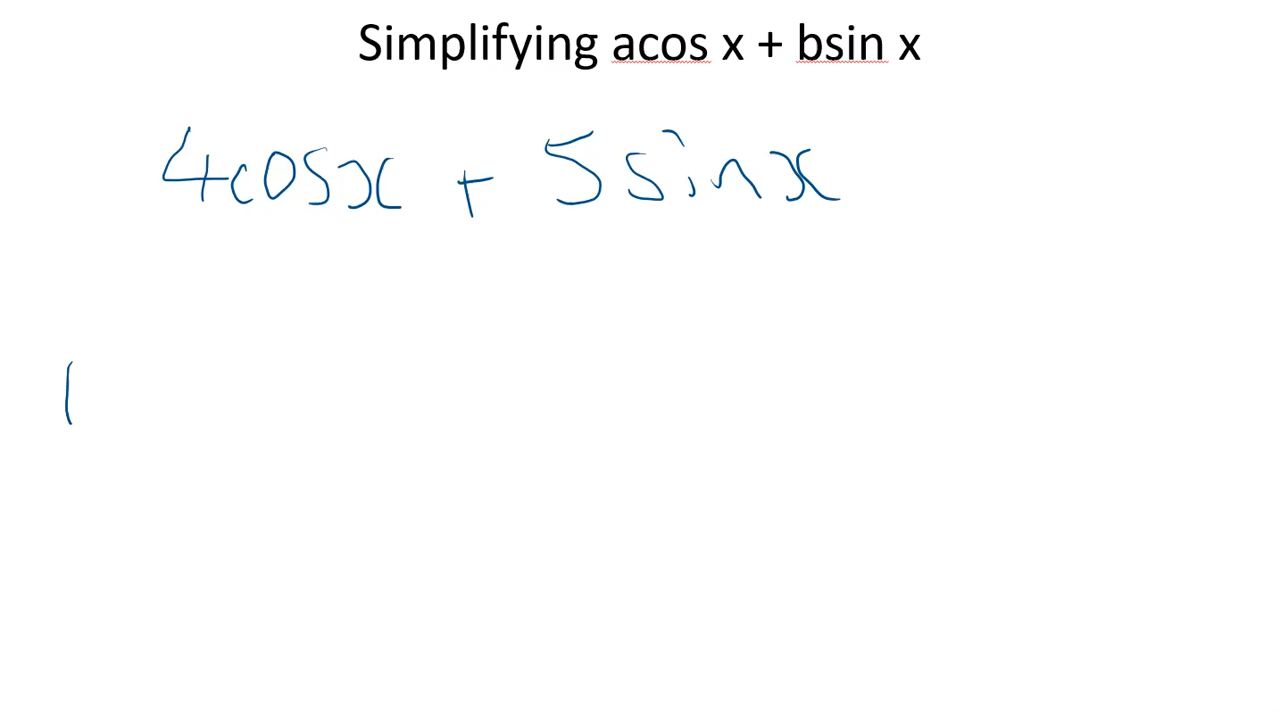 Simplifying acos x + bsin x
4cosx + 5sinx